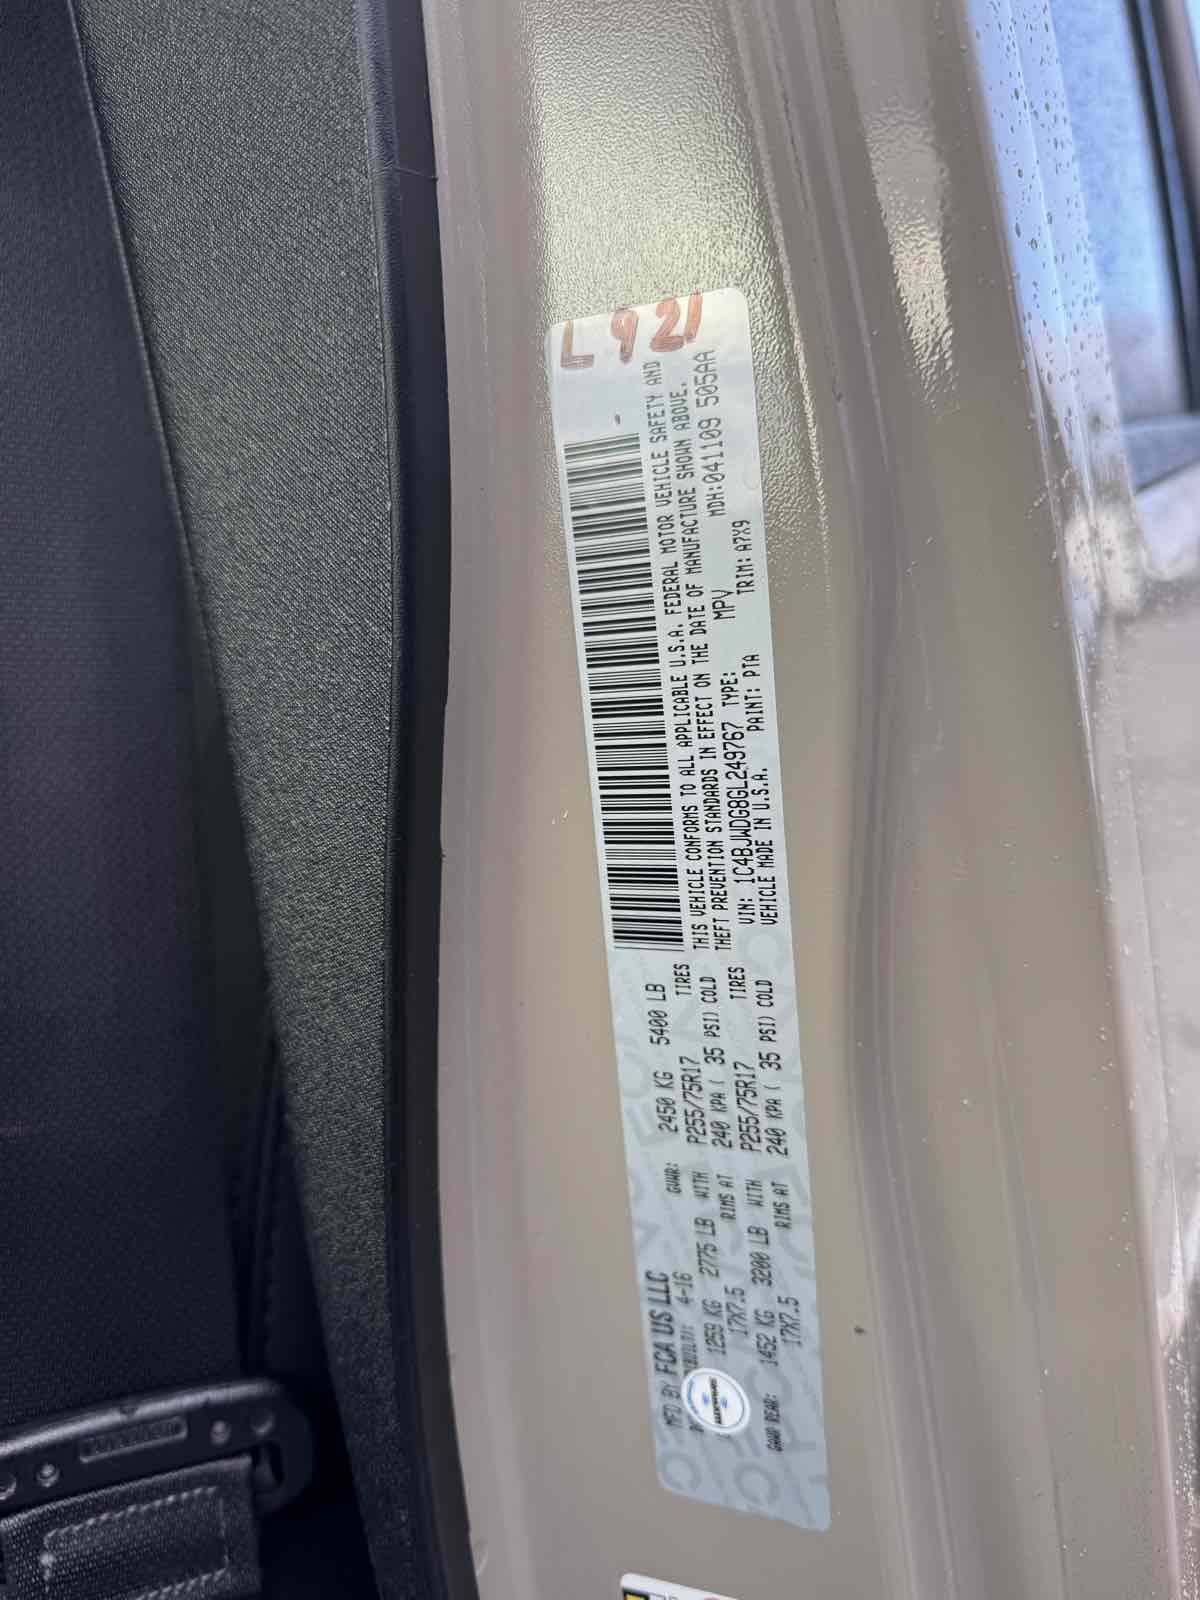 L 921
MFD BY FCA US LLC
4-16
GVWR: 2450 KG 5400 LB
1259 KG 2775 LB WITH P255/75R17 TIRES
17X7.5 RIMS AT 240 KPA ( 35 PSI) COLD
GAWR REAR: 1452 KG 3200 LB WITH P255/75R17 TIRES
17X7.5 RIMS AT 240 KPA ( 35 PSI) COLD
THIS VEHICLE CONFORMS TO ALL APPLICABLE U.S.A. FEDERAL MOTOR VEHICLE SAFETY AND
THEFT PREVENTION STANDARDS IN EFFECT ON THE DATE OF MANUFACTURE SHOWN ABOVE.
VIN: 1C4BJWDG8GL249767 TYPE: MPV MDH:041109 505AA
VEHICLE MADE IN U.S.A. PAINT: PTA TRIM: A7X9